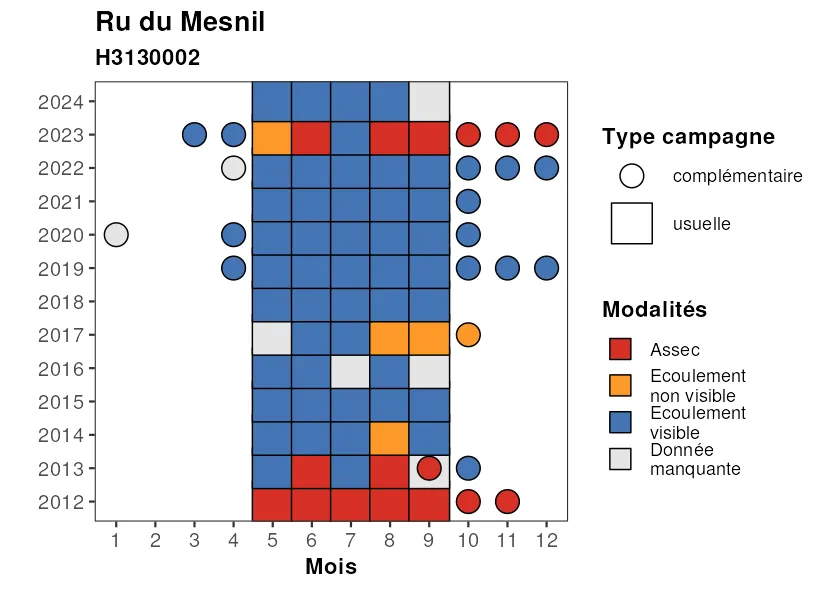 Ru du Mesnil
H3130002
2024
2023
2022
2021
2020
2019
2018
2017
2016
2015
2014
2013
2012
1 2 3 4 5 6 7 8 9 10 11 12
Mois
Type campagne
complémentaire
usuelle
Modalités
Assec
Ecoulement
non visible
Ecoulement
visible
Donnée
manquante